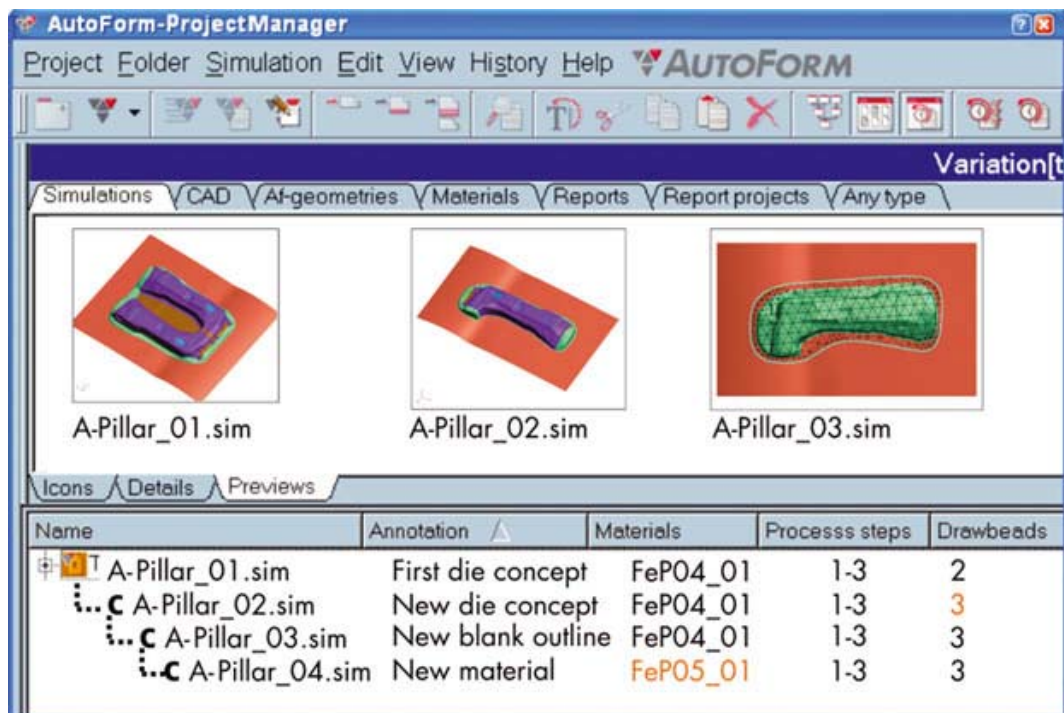 AutoForm-ProjectManager
Project Folder Simulation Edit View History Help AUTOFORM
Variation[t
Simulations CAD Af-geometries Materials Reports Report projects Any type
A-Pillar_01.sim A-Pillar_02.sim A-Pillar_03.sim
Icons Details Previews
Name Annotation Materials Processs steps Drawbeads
T A-Pillar_01.sim First die concept FeP04_01 1-3 2
C A-Pillar_02.sim New die concept FeP04_01 1-3 3
C A-Pillar_03.sim New blank outline FeP04_01 1-3 3
C A-Pillar_04.sim New material FeP05_01 1-3 3